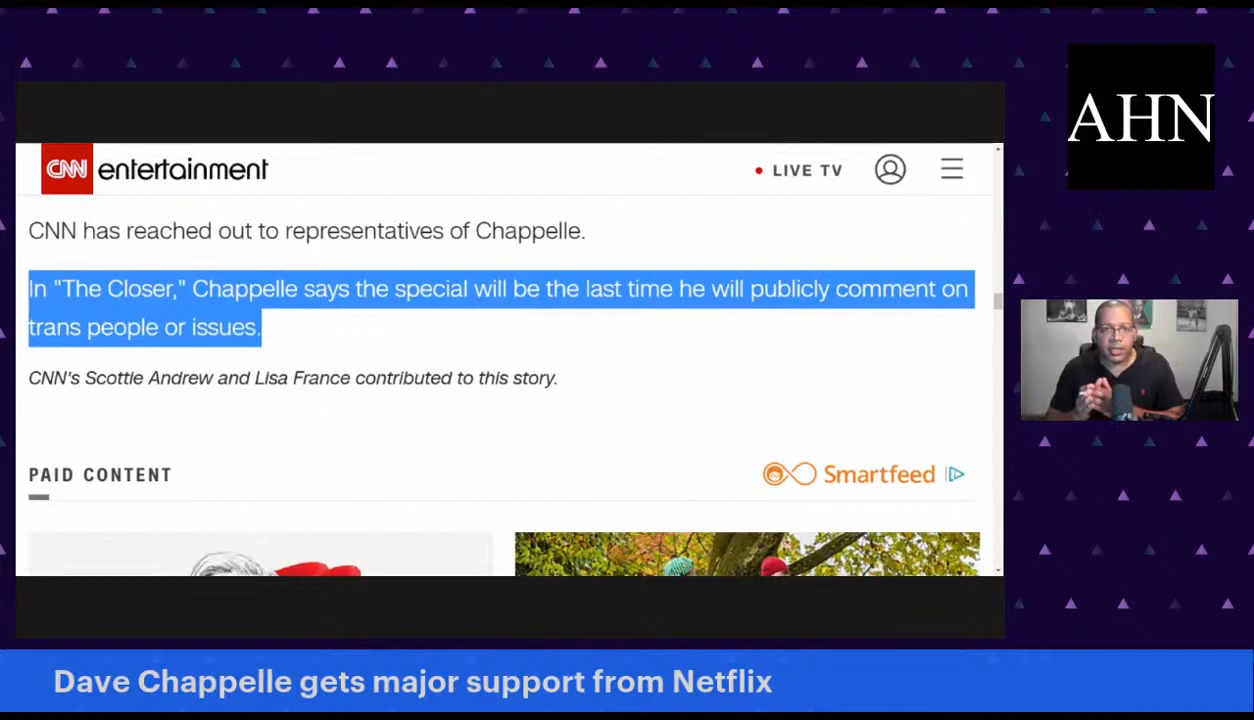 AHN
CNN entertainment
LIVE TV
CNN has reached out to representatives of Chappelle.
In "The Closer," Chappelle says the special will be the last time he will publicly comment on
trans people or issues.
CNN's Scottie Andrew and Lisa France contributed to this story.
PAID CONTENT
Smartfeed
Dave Chappelle gets major support from Netflix